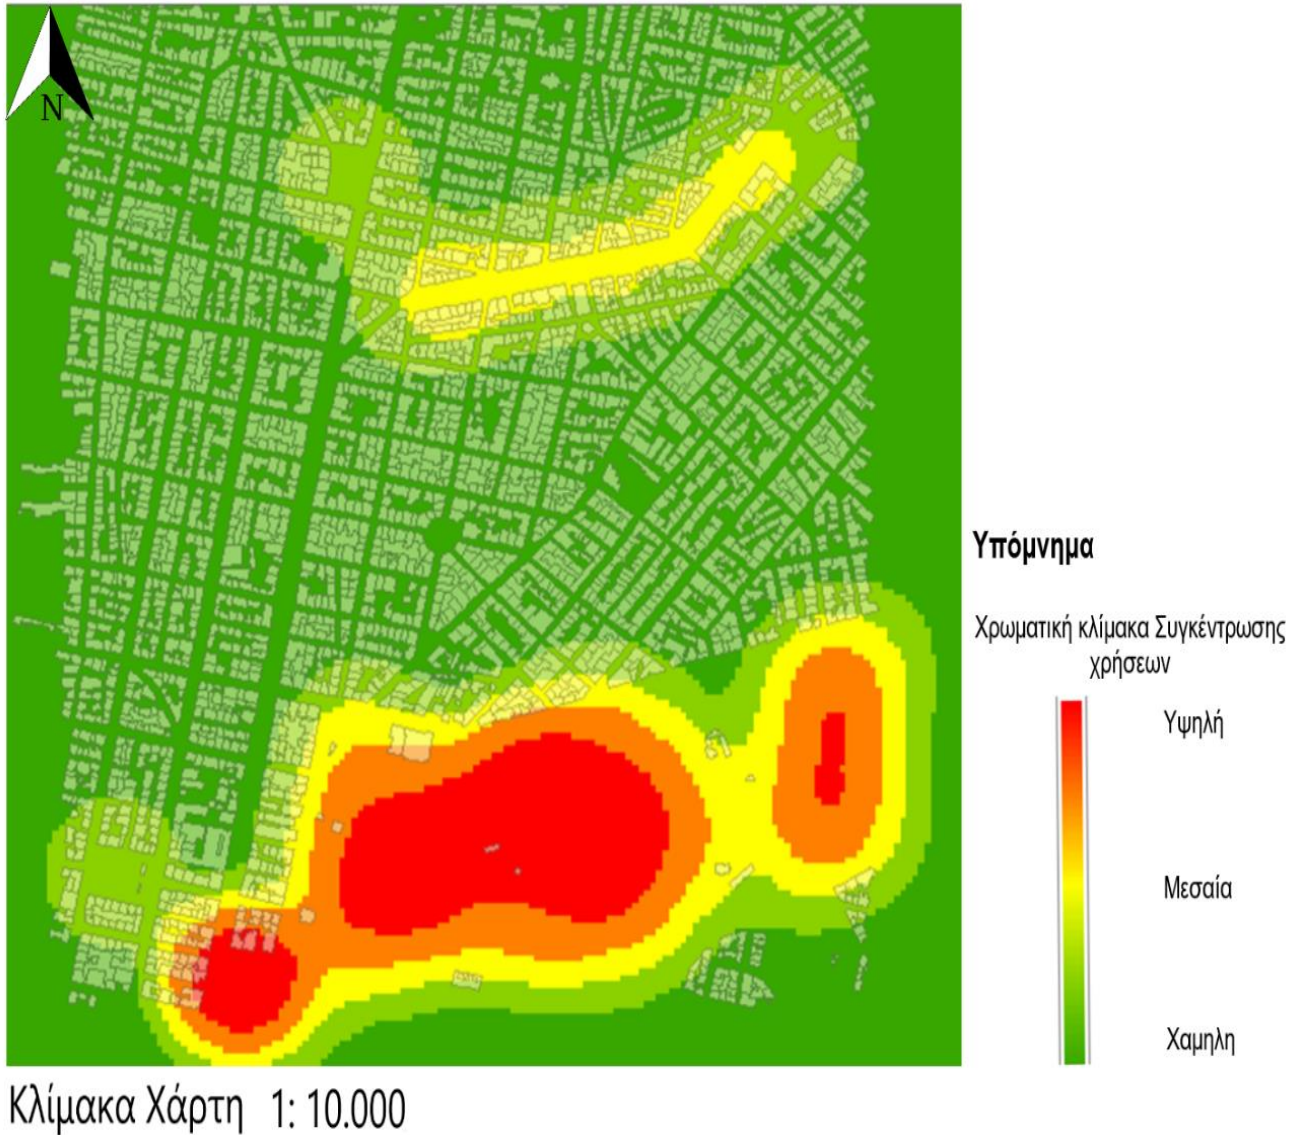 N
Υπόμνημα
Χρωματική κλίμακα Συγκέντρωσης
χρήσεων
Υψηλή
Μεσαία
Χαμηλη
Κλίμακα Χάρτη 1: 10.000